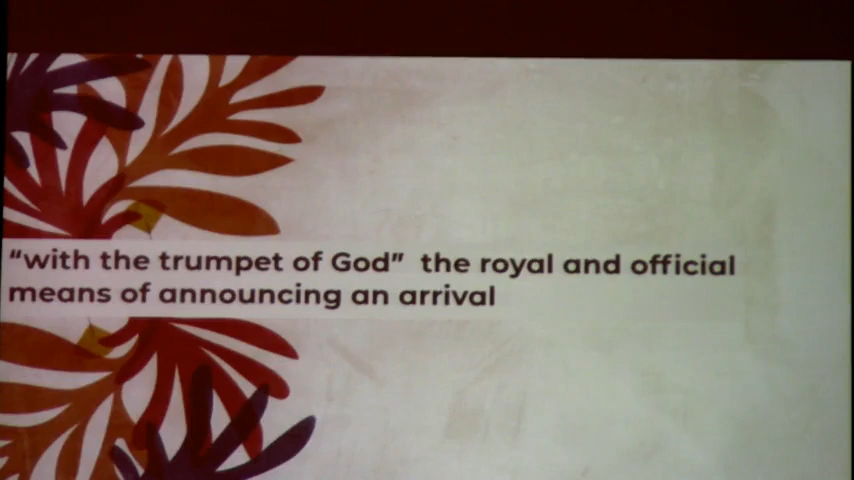 “with the trumpet of God”  the royal and official
means of announcing an arrival